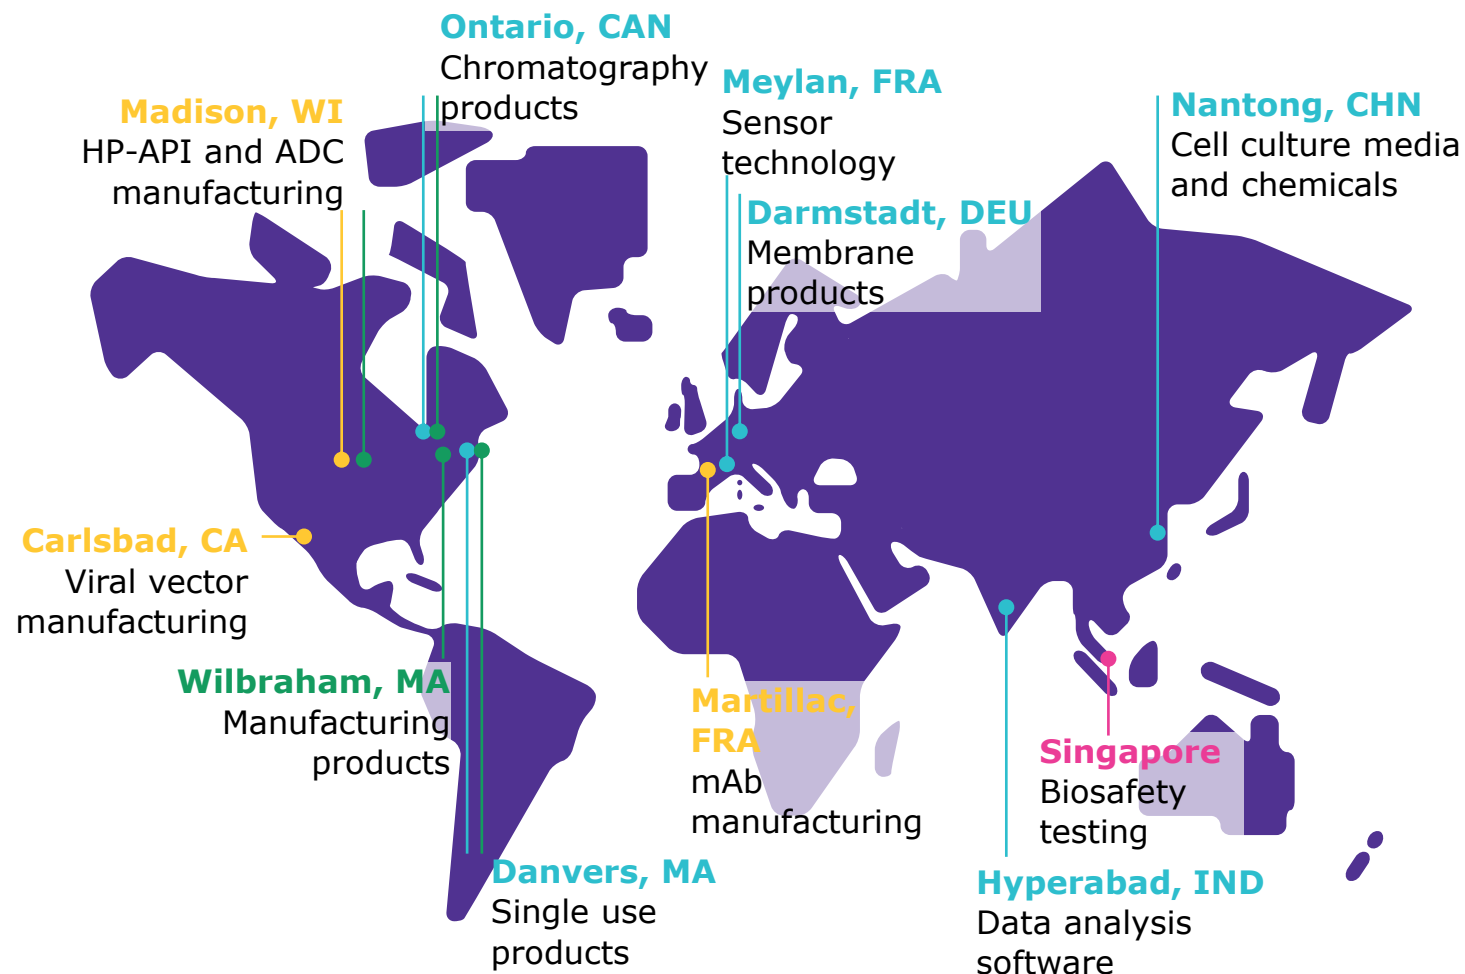 Ontario, CAN
Chromatography
products
Meylan, FRA
Sensor
technology
Madison, WI
HP-API and ADC
manufacturing
Nantong, CHN
Cell culture media
and chemicals
Darmstadt, DEU
Membrane
products
Carlsbad, CA
Viral vector
manufacturing
Wilbraham, MA
Manufacturing
products
Martillac,
FRA
mAb
manufacturing
Singapore
Biosafety
testing
Danvers, MA
Single use
products
Hyperabad, IND
Data analysis
software